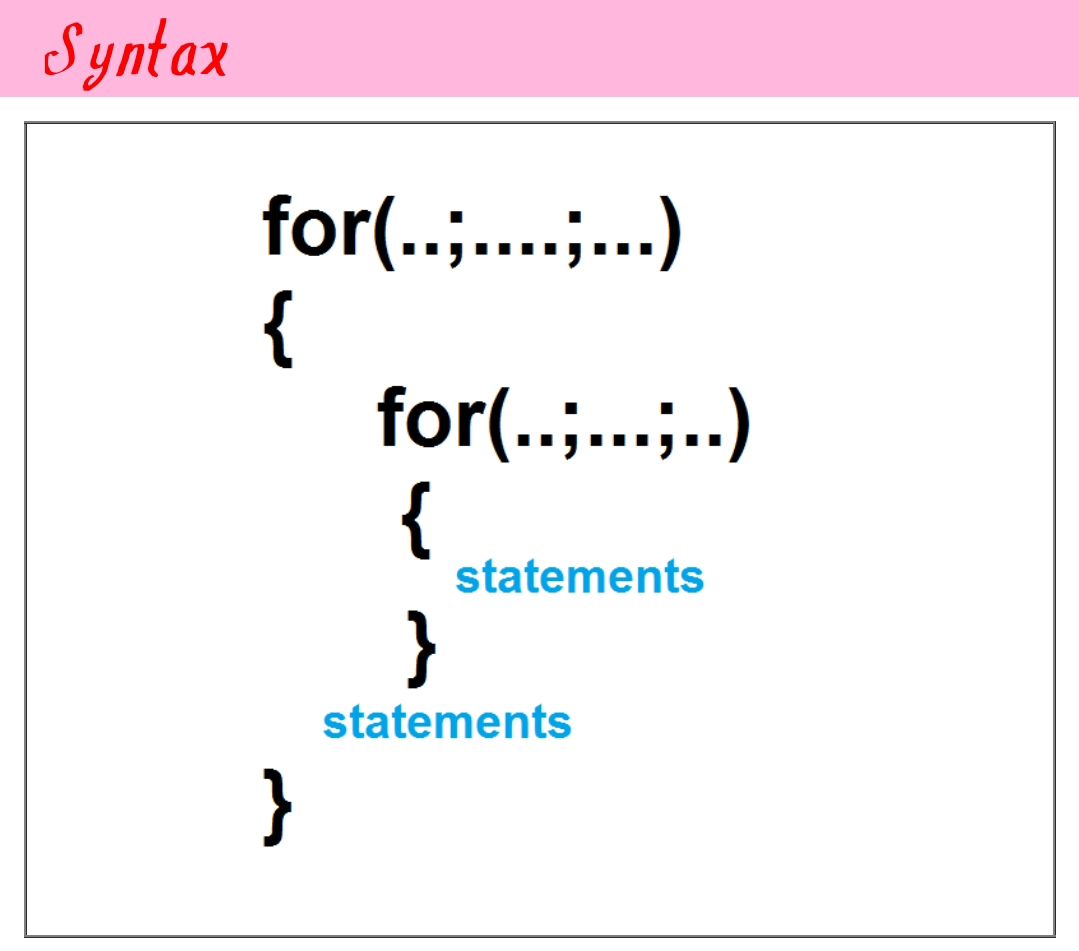 Syntax
for(..;....;...)
{
for(..;...;..)
{
statements
}
statements
}